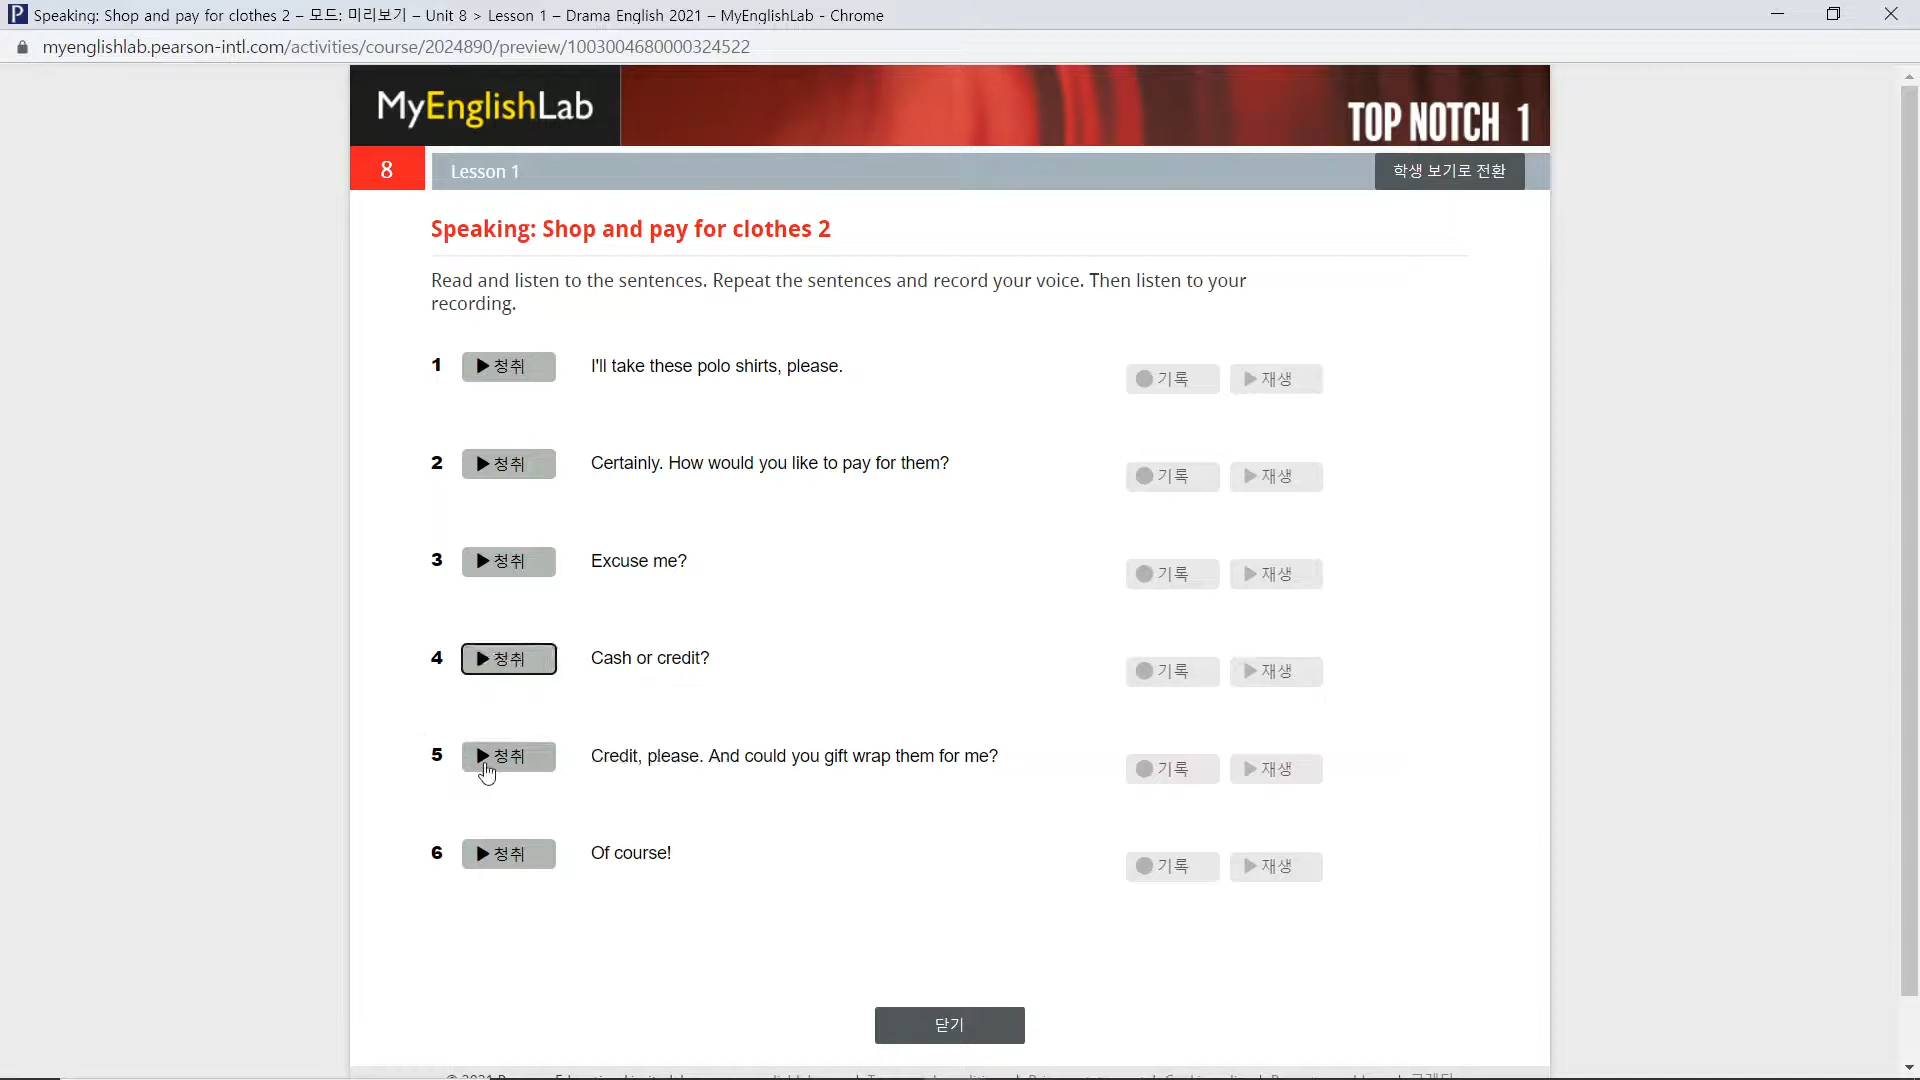 Speaking: Shop and pay for clothes 2 – 모드: 미리보기 – Unit 8 > Lesson 1 – Drama English 2021 – MyEnglishLab - Chrome
myenglishlab.pearson-intl.com/activities/course/2024890/preview/1003004680000324522
MyEnglishLab
TOP NOTCH 1
8 Lesson 1 학생 보기로 전환
Speaking: Shop and pay for clothes 2
Read and listen to the sentences. Repeat the sentences and record your voice. Then listen to your
recording.
1 청취 I'll take these polo shirts, please. 기록 재생
2 청취 Certainly. How would you like to pay for them? 기록 재생
3 청취 Excuse me? 기록 재생
4 청취 Cash or credit? 기록 재생
5 청취 Credit, please. And could you gift wrap them for me? 기록 재생
6 청취 Of course! 기록 재생
닫기